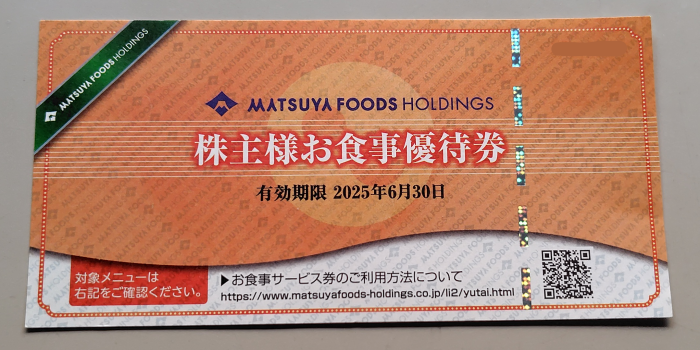 MATSUYA FOODS HOLDINGS
MATSUYA FOODS HOLDINGS
株主様お食事優待券
有効期限 2025年6月30日
対象メニューは
右記をご確認ください。
▶お食事サービス券のご利用方法について
https://www.matsuyafoods-holdings.co.jp/li2/yutai.html